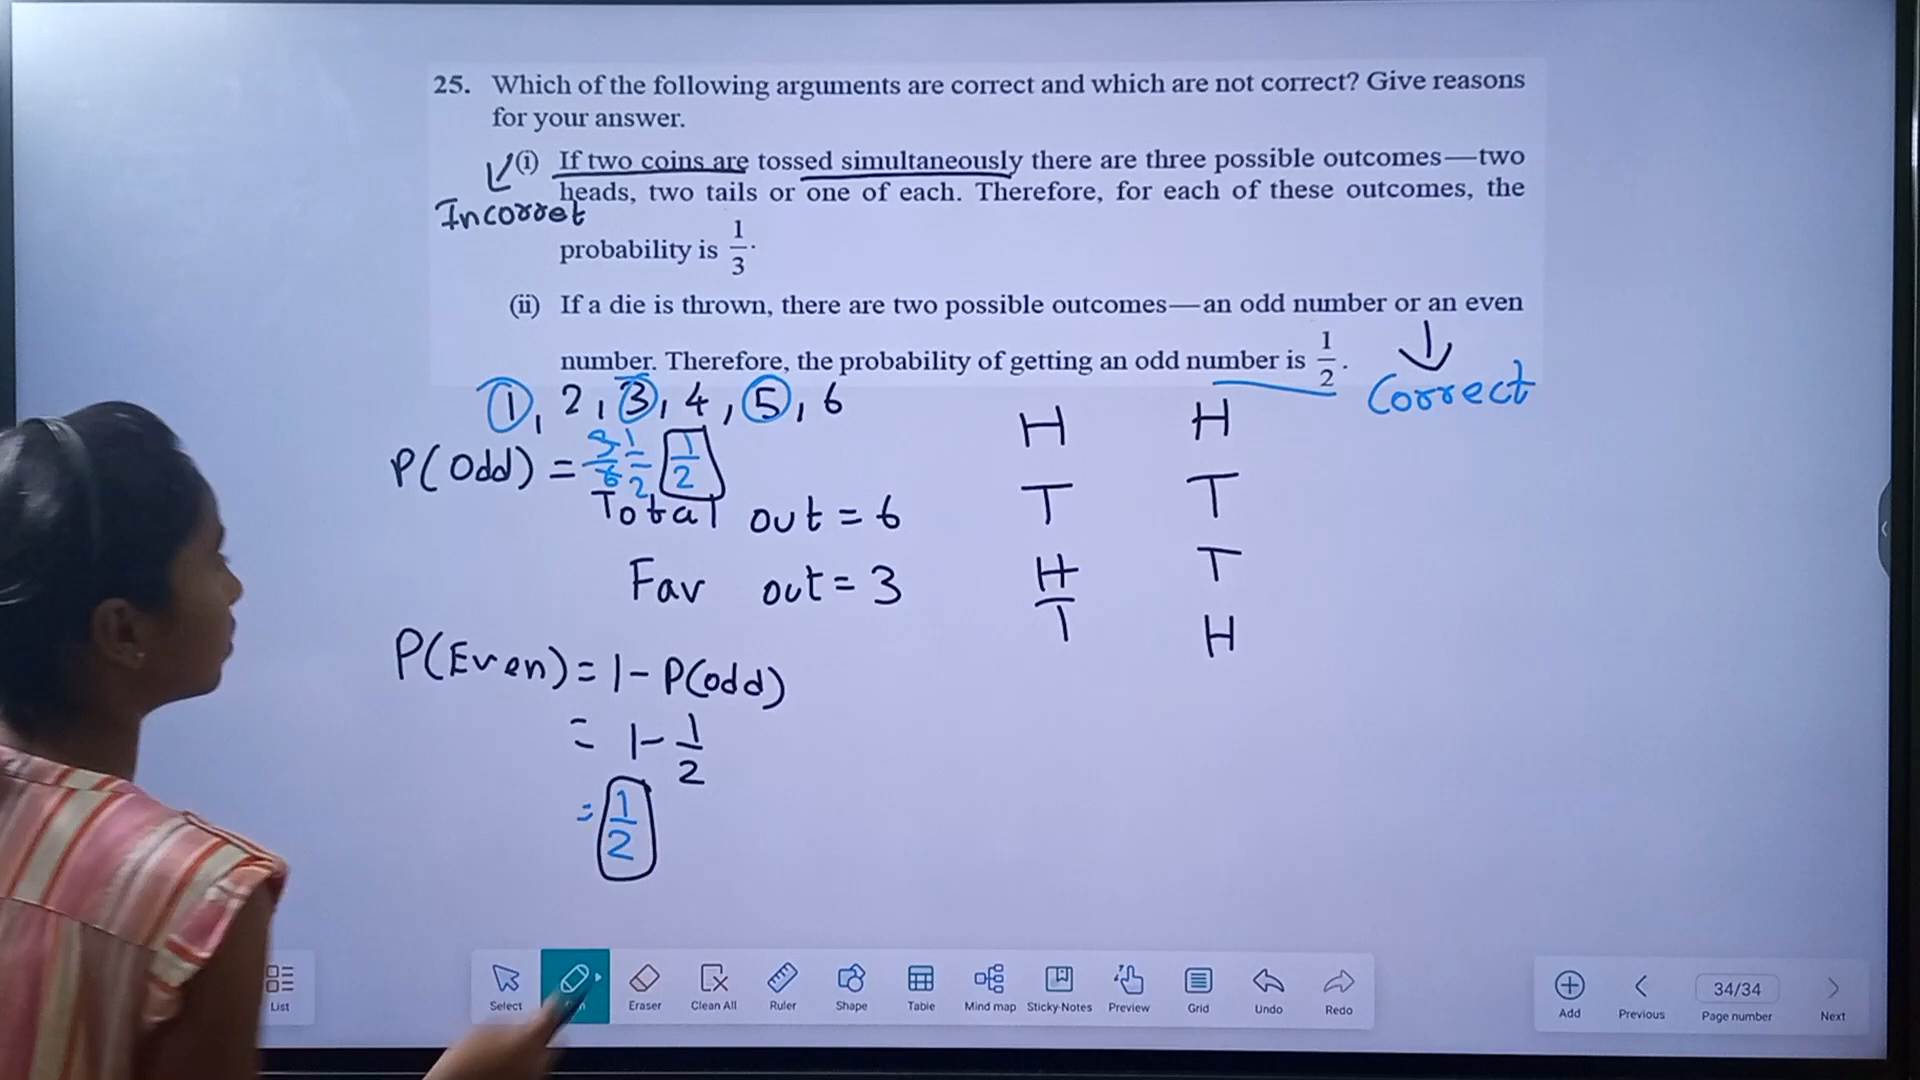 25. Which of the following arguments are correct and which are not correct? Give reasons
for your answer.
(i) If two coins are tossed simultaneously there are three possible outcomes—two
heads, two tails or one of each. Therefore, for each of these outcomes, the
Incorret
probability is 1/3.
(ii) If a die is thrown, there are two possible outcomes—an odd number or an even
number. Therefore, the probability of getting an odd number is 1/2.
Correct
1, 2, 3, 4, 5, 6
H H
P(Odd) = 3/6 = 1/2 = 1/2
T T
Total out = 6
H T
Fav out = 3
T H
P(Even) = 1 - P(odd)
= 1 - 1/2
= 1/2
List
Select
Eraser
Clean All
Ruler
Shape
Table
Mind map
Sticky Notes
Preview
Grid
Undo
Redo
Add
Previous
34/34
Page number
Next